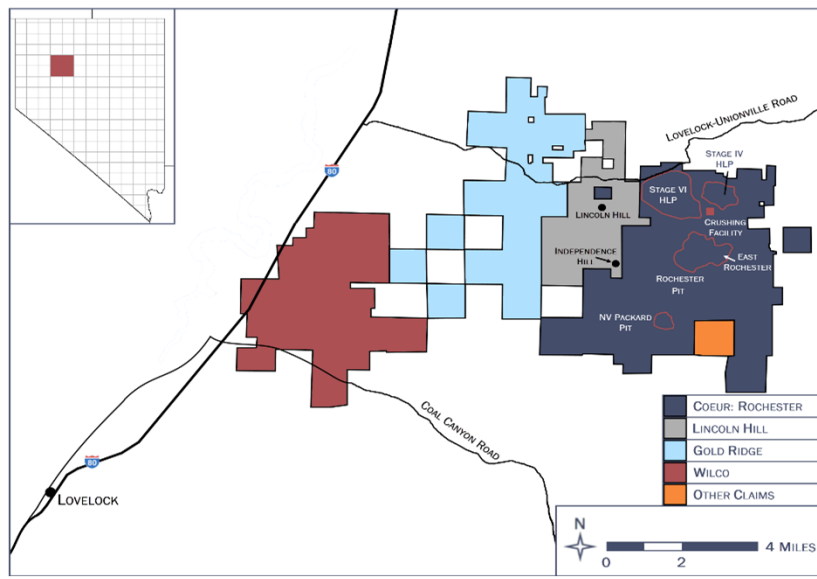 80
LOVELOCK-UNIONVILLE ROAD
STAGE IV
HLP
STAGE VI
HLP
LINCOLN HILL
CRUSHING
FACILITY
INDEPENDENCE
HILL
EAST
ROCHESTER
ROCHESTER
PIT
NV PACKARD
PIT
COAL CANYON ROAD
80
LOVELOCK
COEUR: ROCHESTER
LINCOLN HILL
GOLD RIDGE
WILCO
OTHER CLAIMS
N
4 MILES
0 2